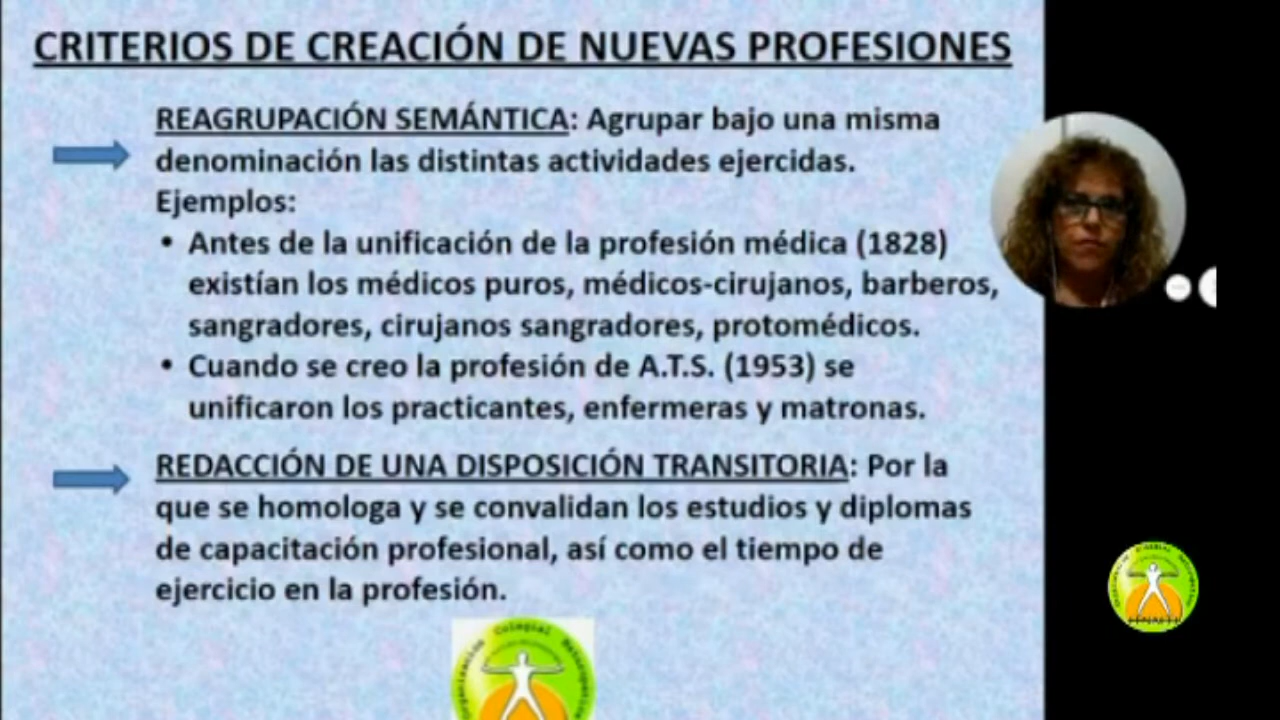 CRITERIOS DE CREACIÓN DE NUEVAS PROFESIONES
REAGRUPACIÓN SEMÁNTICA: Agrupar bajo una misma
denominación las distintas actividades ejercidas.
Ejemplos:
• Antes de la unificación de la profesión médica (1828)
existían los médicos puros, médicos-cirujanos, barberos,
sangradores, cirujanos sangradores, protomédicos.
• Cuando se creo la profesión de A.T.S. (1953) se
unificaron los practicantes, enfermeras y matronas.
REDACCIÓN DE UNA DISPOSICIÓN TRANSITORIA: Por la
que se homologa y se convalidan los estudios y diplomas
de capacitación profesional, así como el tiempo de
ejercicio en la profesión.
Colegial